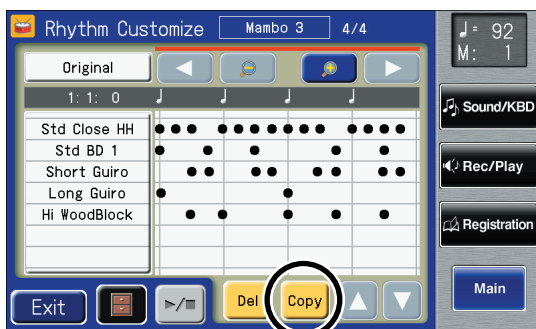 Rhythm Customize Mambo 3 4/4
♩= 92
M: 1
Original
1: 1: 0
Std Close HH
Std BD 1
Short Guiro
Long Guiro
Hi WoodBlock
Sound/KBD
Rec/Play
Registration
Main
Exit
Del
Copy